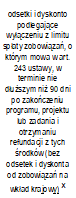 odsetki i dyskonto
podlegające
wyłączeniu z limitu
spłaty zobowiązań, o
którym mowa w art.
243 ustawy, w
terminie nie
dłuższym niż 90 dni
po zakończeniu
programu, projektu
lub zadania i
otrzymaniu
refundacji z tych
środków (bez
odsetek i dyskonta
od zobowiązań na
wkład krajowy) x